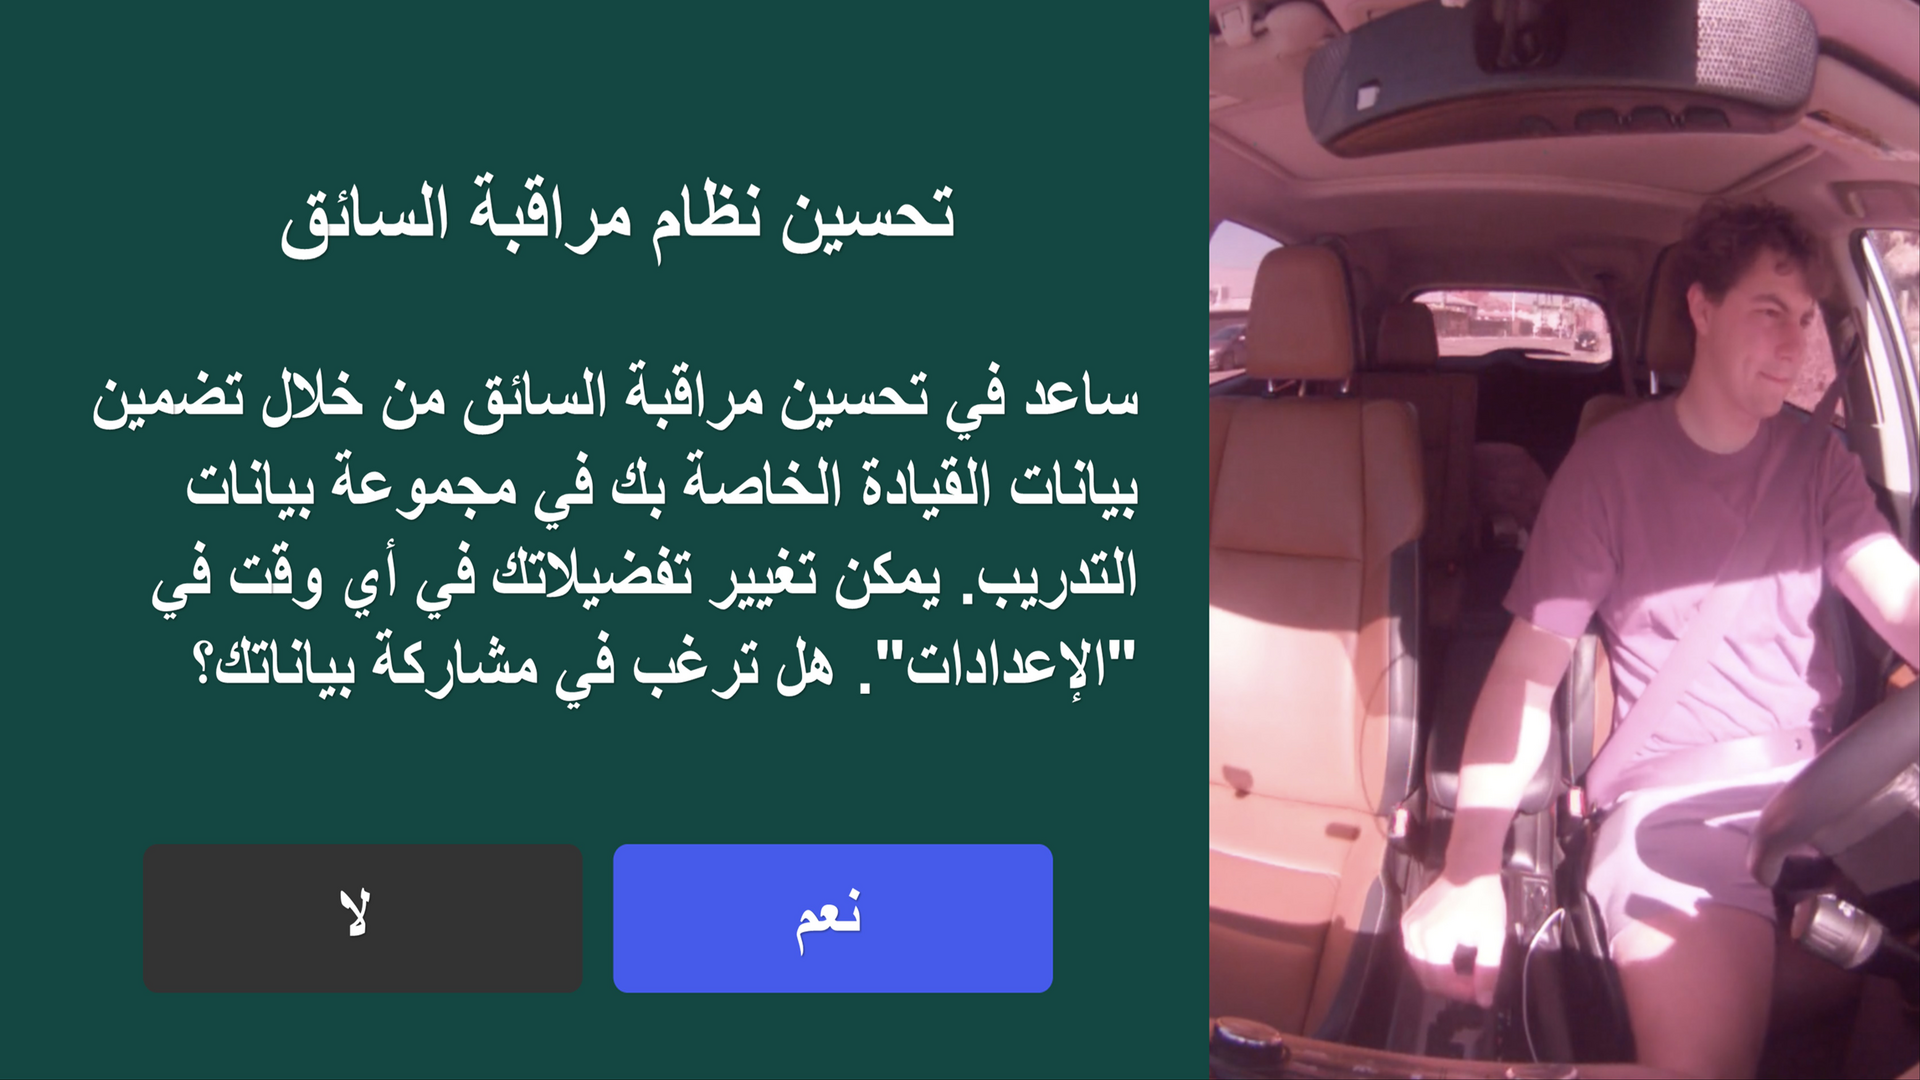 تحسين نظام مراقبة السائق
ساعد في تحسين مراقبة السائق من خلال تضمين
بيانات القيادة الخاصة بك في مجموعة بيانات
التدريب. يمكن تغيير تفضيلاتك في أي وقت في
"الإعدادات". هل ترغب في مشاركة بياناتك؟
نعم
لا